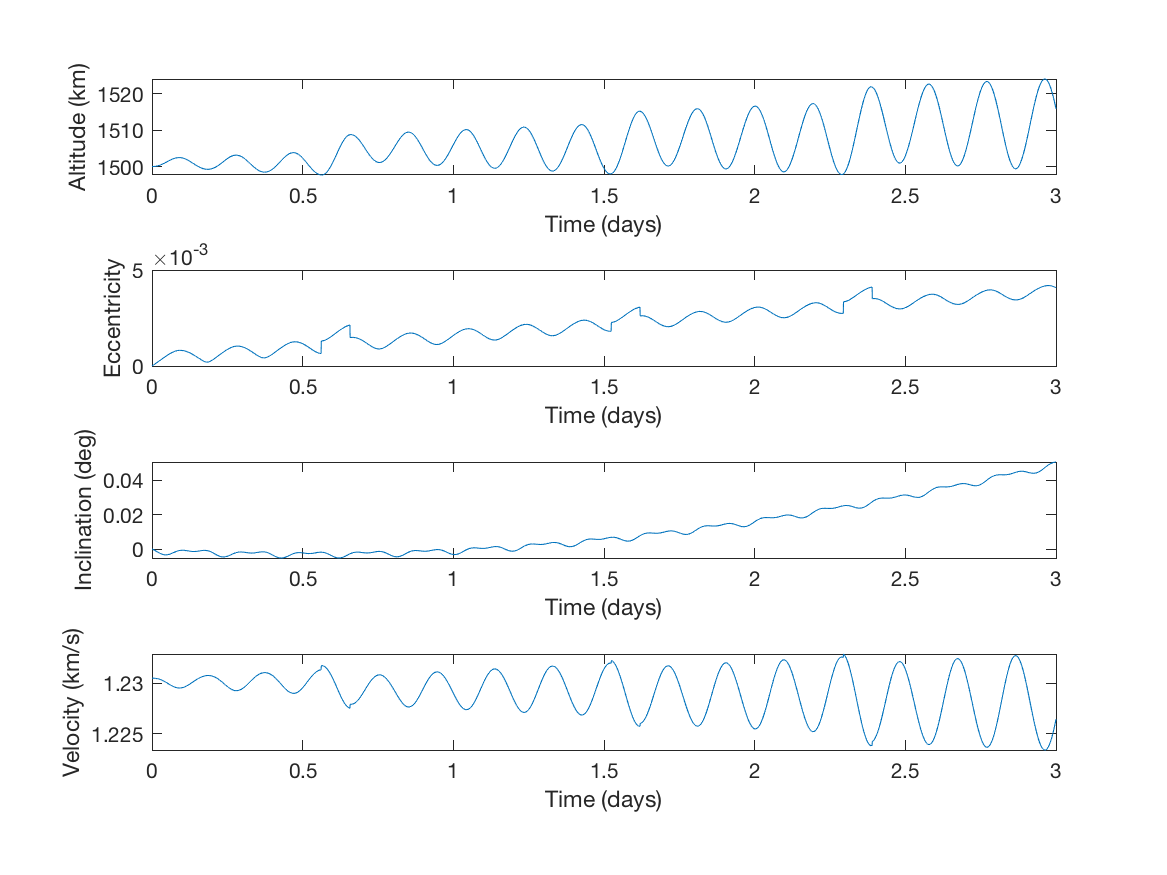 Altitude (km)
1520
1510
1500
0 0.5 1 1.5 2 2.5 3
Time (days)
×10-3
Eccentricity
5
0
0 0.5 1 1.5 2 2.5 3
Time (days)
Inclination (deg)
0.04
0.02
0
0 0.5 1 1.5 2 2.5 3
Time (days)
Velocity (km/s)
1.23
1.225
0 0.5 1 1.5 2 2.5 3
Time (days)